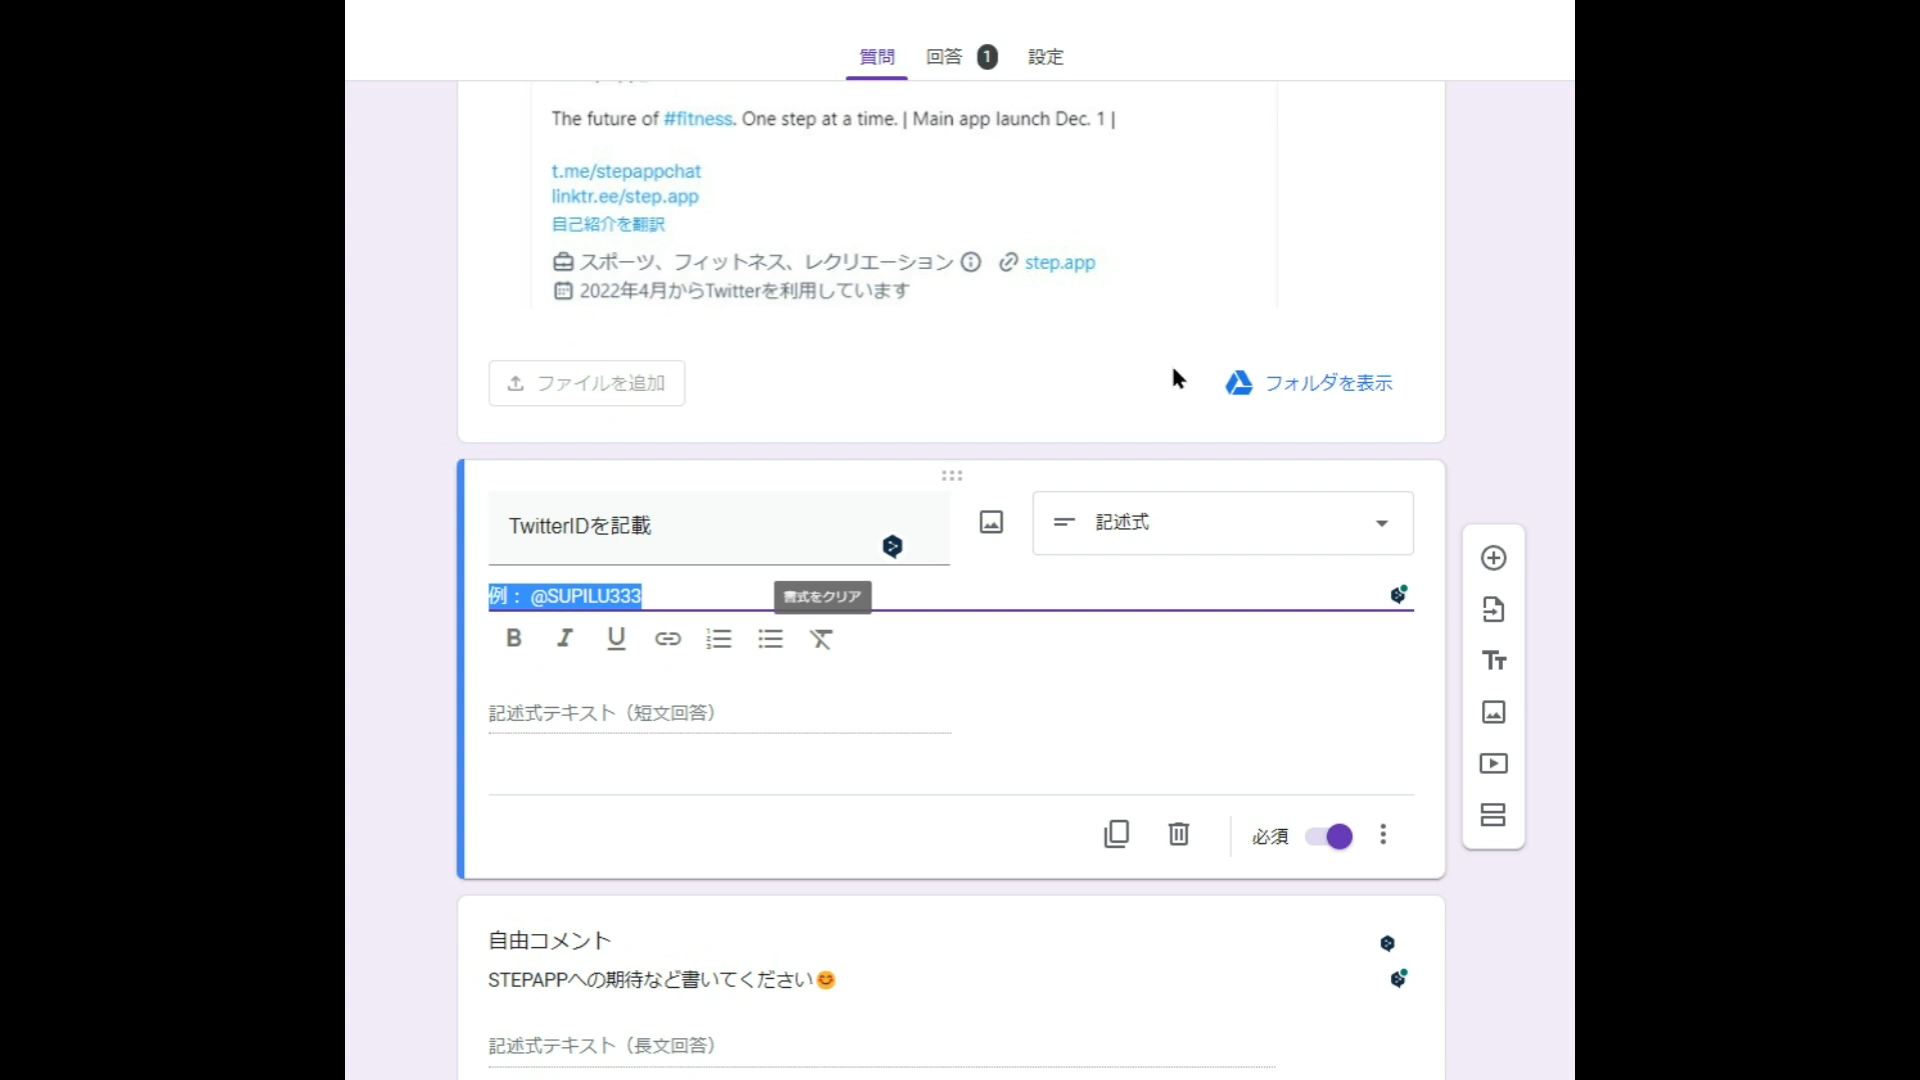 質問 回答 1 設定
The future of #fitness. One step at a time. | Main app launch Dec. 1 |
t.me/stepappchat
linktr.ee/step.app
自己紹介を翻訳
スポーツ、フィットネス、レクリエーション step.app
2022年4月からTwitterを利用しています
ファイルを追加 フォルダを表示
TwitterIDを記載 記述式
例： @SUPILU333 書式をクリア
記述式テキスト（短文回答）
必須
自由コメント
STEPAPPへの期待など書いてください😊
記述式テキスト（長文回答）